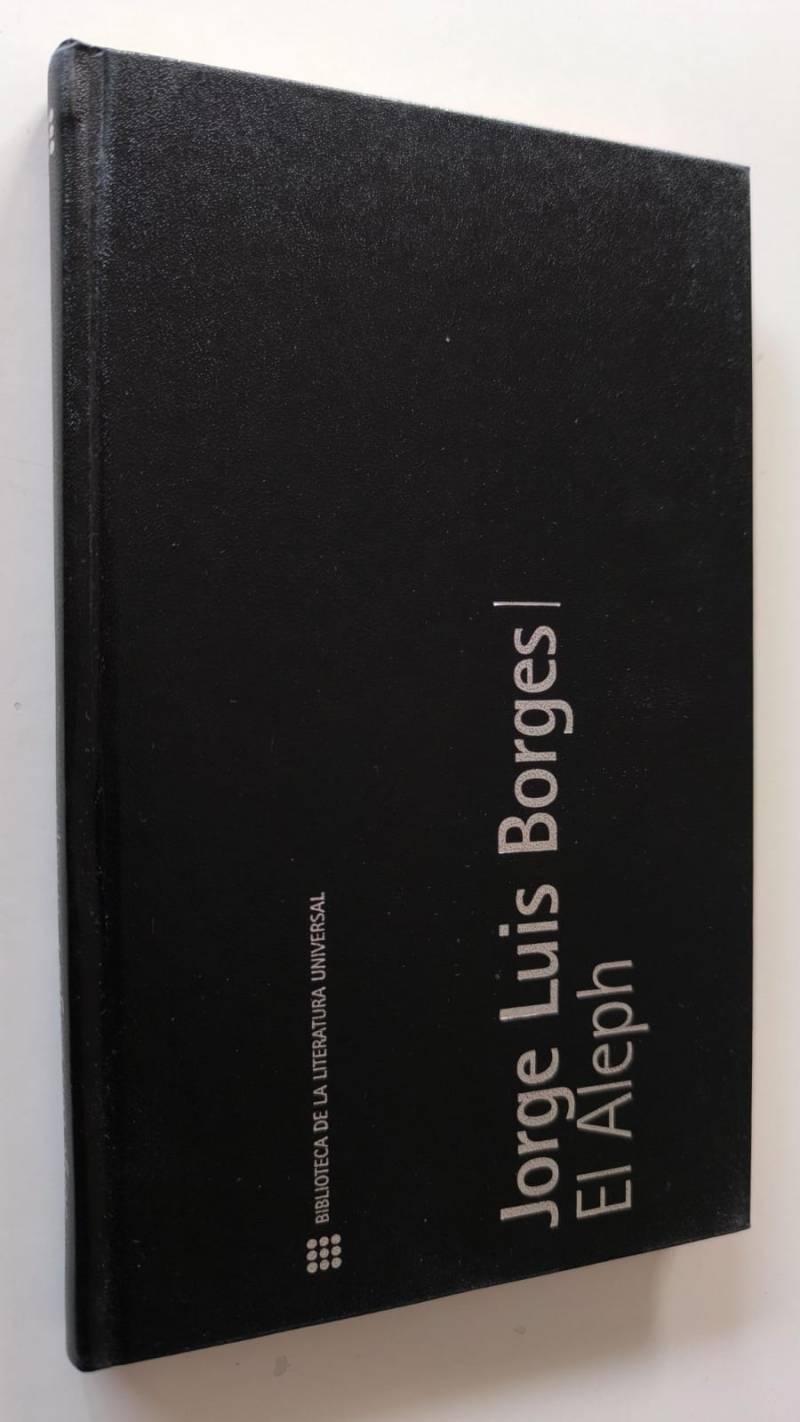 BIBLIOTECA DE LA LITERATURA UNIVERSAL
Jorge Luis Borges|
El Aleph